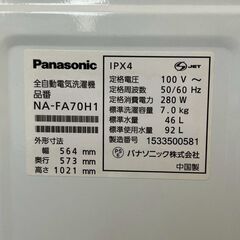 Panasonic
全自動電気洗濯機
品番
NA-FA70H1
外形寸法
幅 564 mm
奥行 573 mm
高さ 1021 mm
IPX4
JET
定格電圧 100 V ～
定格周波数 50/60 Hz
定格消費電力 280 W
標準洗濯容量 7.0 kg
標準水量 46 L
標準使用水量 92 L
製造番号 1533500581
PS パナソニック株式会社